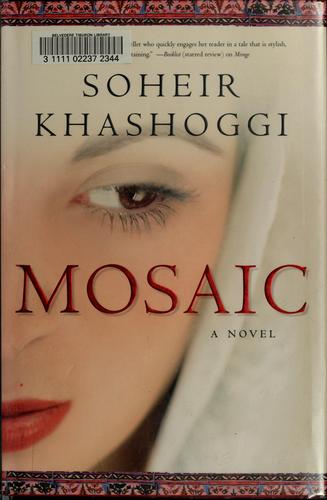 BELVEDERE TIBURON LIBRARY
3 1111 02237 2344
ller who quickly engages her reader in a tale that is stylish,
taining." —Booklist (starred review) on Mirage
SOHEIR
KHASHOGGI
MOSAIC
A NOVEL